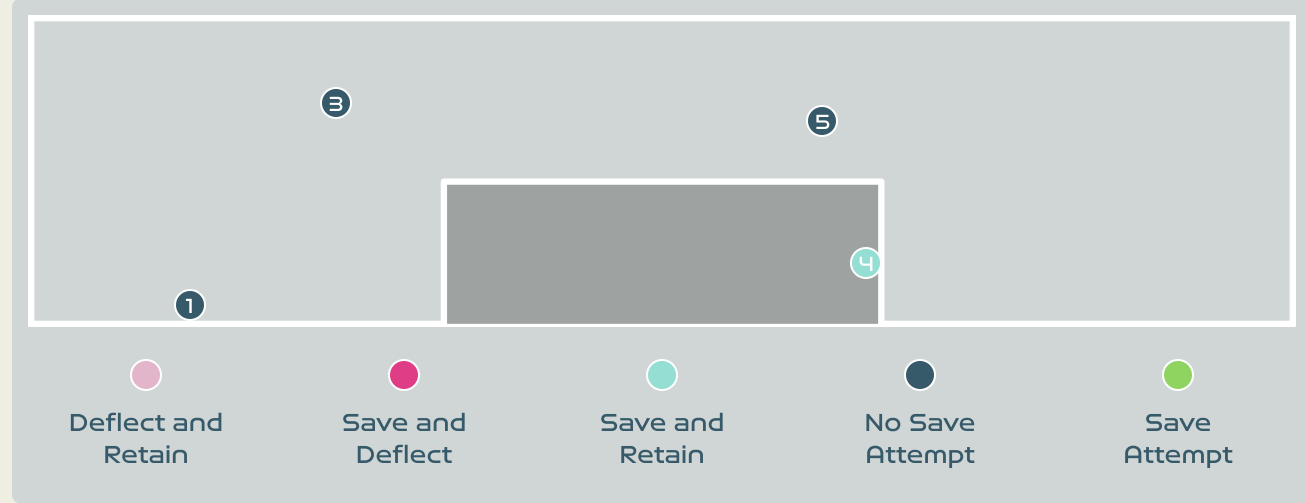 3
5
4
1
Deflect and
Retain
Save and
Deflect
Save and
Retain
No Save
Attempt
Save
Attempt